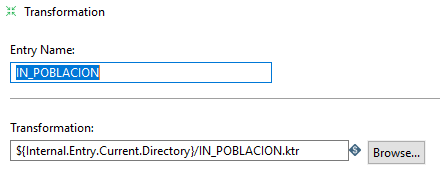 Transformation
Entry Name:
IN_POBLACION
Transformation:
${Internal.Entry.Current.Directory}/IN_POBLACION.ktr
Browse...